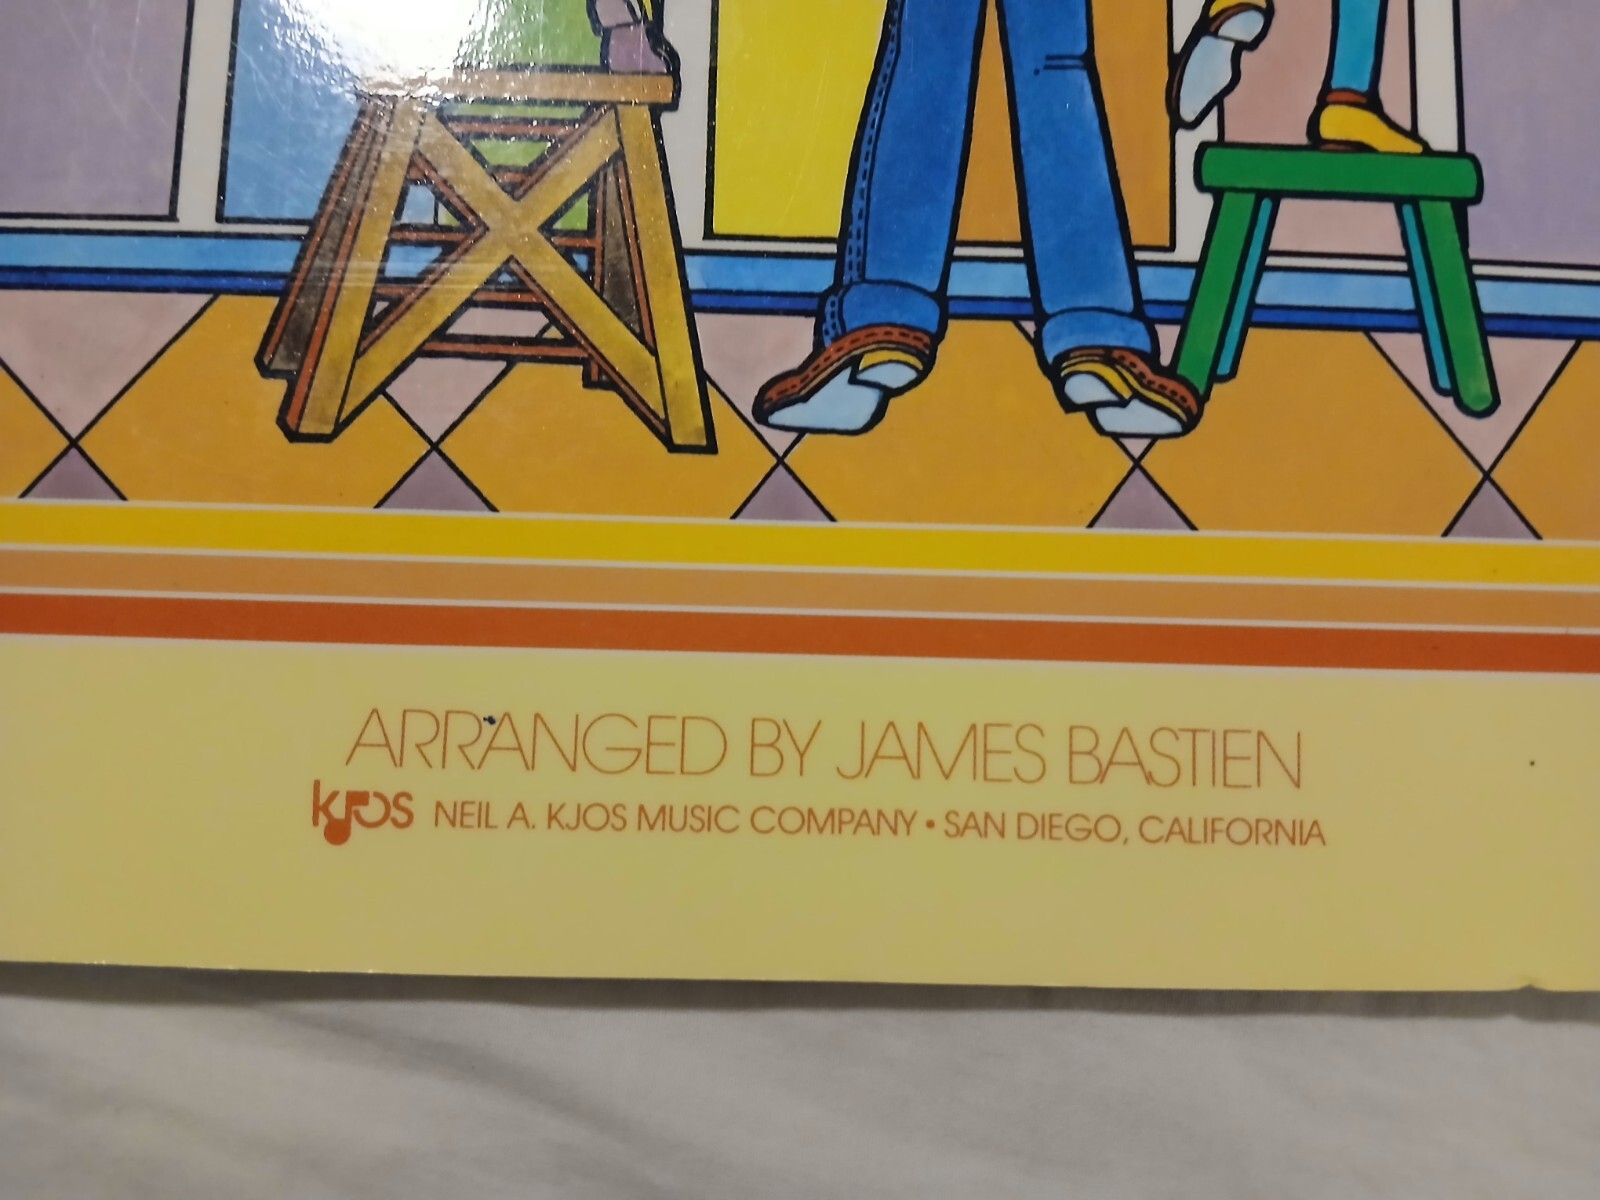 ARRANGED BY JAMES BASTIEN
KJOS NEIL A. KJOS MUSIC COMPANY • SAN DIEGO, CALIFORNIA